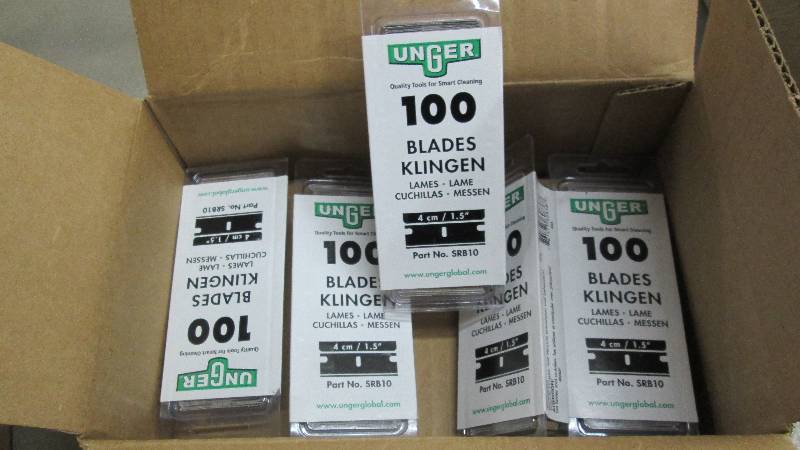 UNGER
Quality Tools for Smart Cleaning
100
BLADES
KLINGEN
LAMES • LAME
CUCHILLAS • MESSEN
4 cm / 1.5"
Part No. SRB10
www.ungerglobal.com
UNGER
Quality Tools for Smart Cleaning
100
BLADES
KLINGEN
LAMES • LAME
CUCHILLAS • MESSEN
4 cm / 1.5"
Part No. SRB10
www.ungerglobal.com
UNGER
100
BLADES
KLINGEN
LAMES • LAME
CUCHILLAS • MESSEN
4 cm / 1.5"
Part No. SRB10
www.ungerglobal.com
LAMES • LAME
CUCHILLAS • MESSEN
4 cm / 1.5"
Part No. SRB10
www.ungerglobal.com
UNGER
Quality Tools for Smart Cleaning
100
BLADES
KLINGEN
LAMES • LAME
CUCHILLAS • MESSEN
4 cm / 1.5"
Part No. SRB10
www.ungerglobal.com